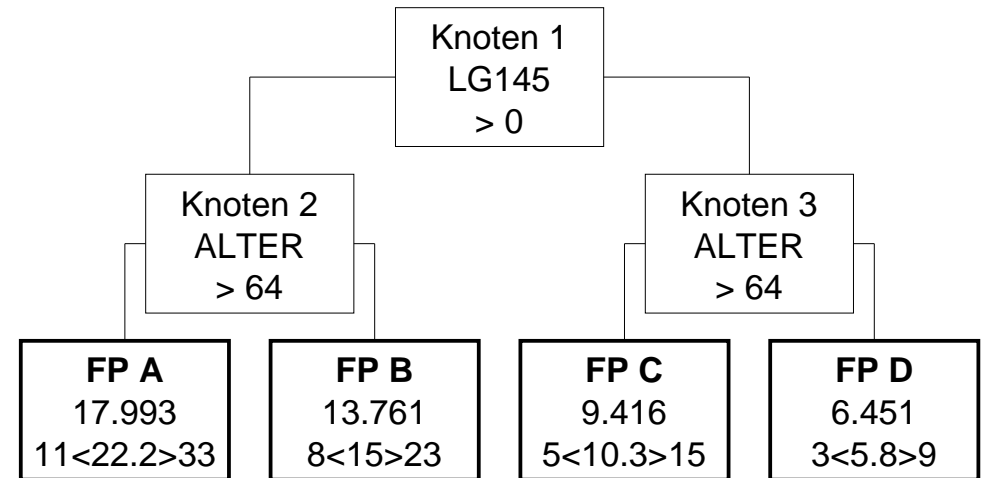 Knoten 1
LG145
> 0
Knoten 2
ALTER
> 64
Knoten 3
ALTER
> 64
FP A
17.993
11<22.2>33
FP B
13.761
8<15>23
FP C
9.416
5<10.3>15
FP D
6.451
3<5.8>9